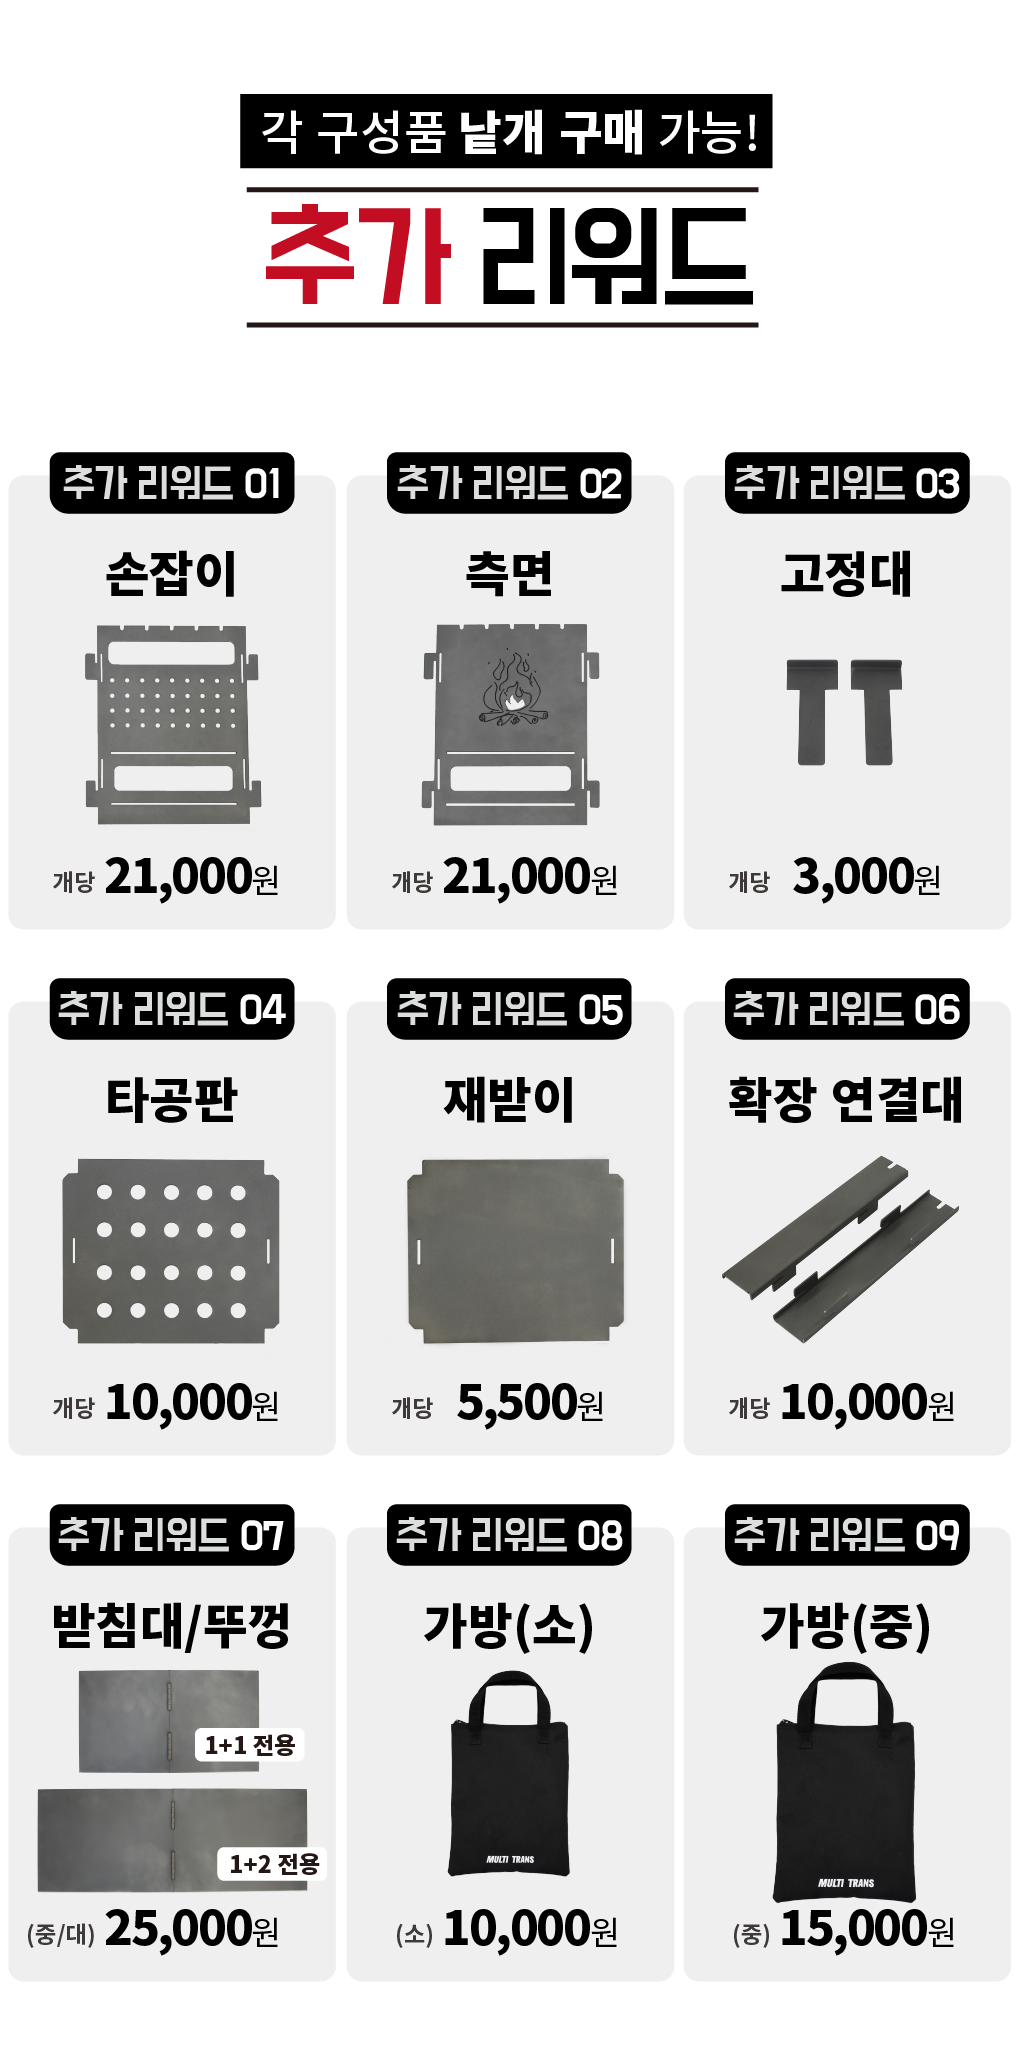 각 구성품 낱개 구매 가능!
추가 리워드
추가 리워드 01
손잡이
개당 21,000원
추가 리워드 02
측면
개당 21,000원
추가 리워드 03
고정대
개당 3,000원
추가 리워드 04
타공판
개당 10,000원
추가 리워드 05
재받이
개당 5,500원
추가 리워드 06
확장 연결대
개당 10,000원
추가 리워드 07
받침대/뚜껑
1+1 전용
1+2 전용
(중/대) 25,000원
추가 리워드 08
가방(소)
MULTI TRANS
(소) 10,000원
추가 리워드 09
가방(중)
MULTI TRANS
(중) 15,000원